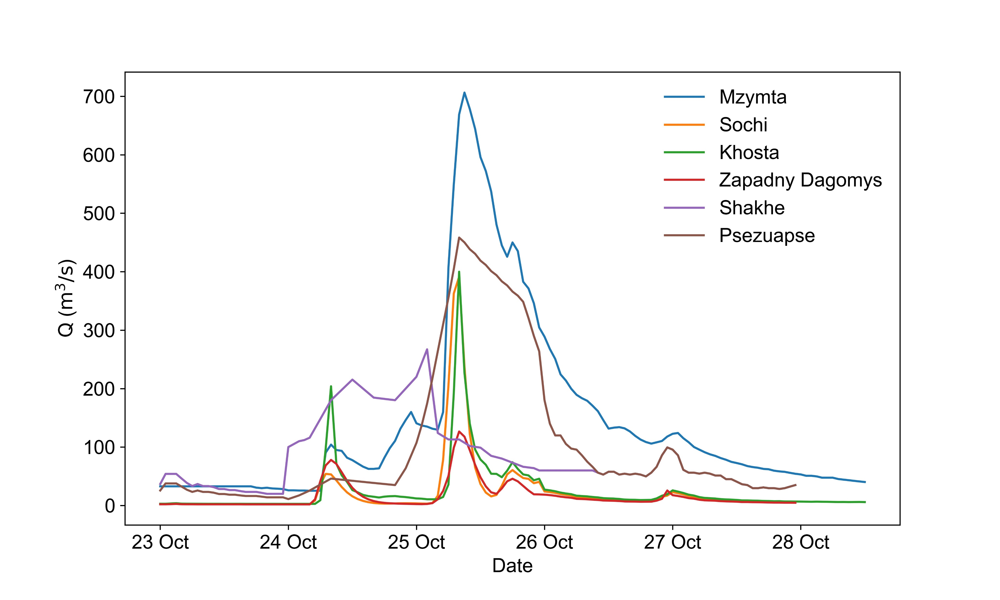 700
600
500
400
300
200
100
0
Q (m³/s)
23 Oct
24 Oct
25 Oct
26 Oct
27 Oct
28 Oct
Date
Mzymta
Sochi
Khosta
Zapadny Dagomys
Shakhe
Psezuapse